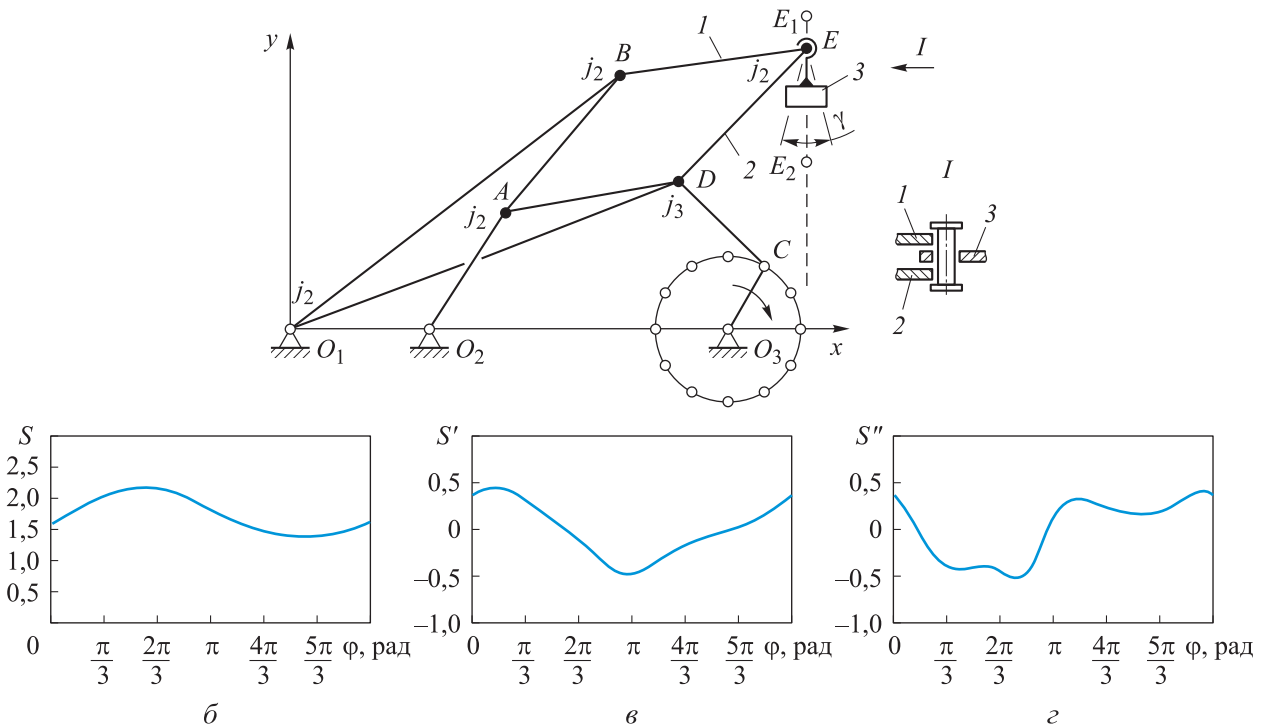 E₁
y
1
B
E
I
j₂
j₂
3
γ
2
E₂
I
A
D
1
j₂
j₃
3
C
j₂
2
O₁
O₂
O₃
x
S
S′
S″
2,5
2,0
1,5
1,0
0,5
0,5
0
–0,5
–1,0
0,5
0
–0,5
–1,0
0 π/3 2π/3 π 4π/3 5π/3 φ, рад
0 π/3 2π/3 π 4π/3 5π/3 φ, рад
0 π/3 2π/3 π 4π/3 5π/3 φ, рад
б
в
г